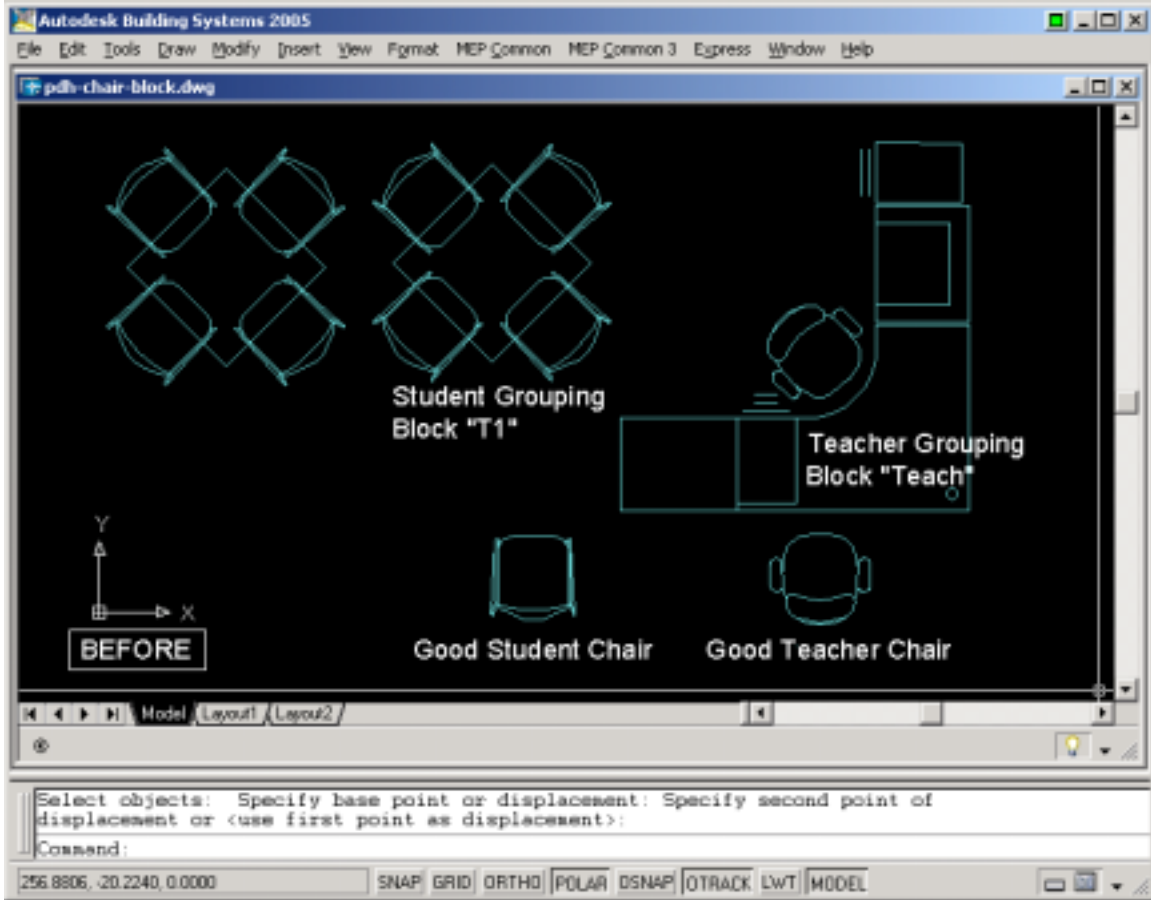 Autodesk Building Systems 2005
File Edit Tools Draw Modify Insert View Format MEP Common MEP Common 3 Express Window Help
pdh-chair-block.dwg
Student Grouping
Block "T1"
Teacher Grouping
Block "Teach"
Y
X
BEFORE
Good Student Chair
Good Teacher Chair
Model Layout1 Layout2
Select objects: Specify base point or displacement: Specify second point of
displacement or <use first point as displacement>:
Command:
256.8806, -20.2240, 0.0000 SNAP GRID ORTHO POLAR OSNAP OTRACK LWT MODEL